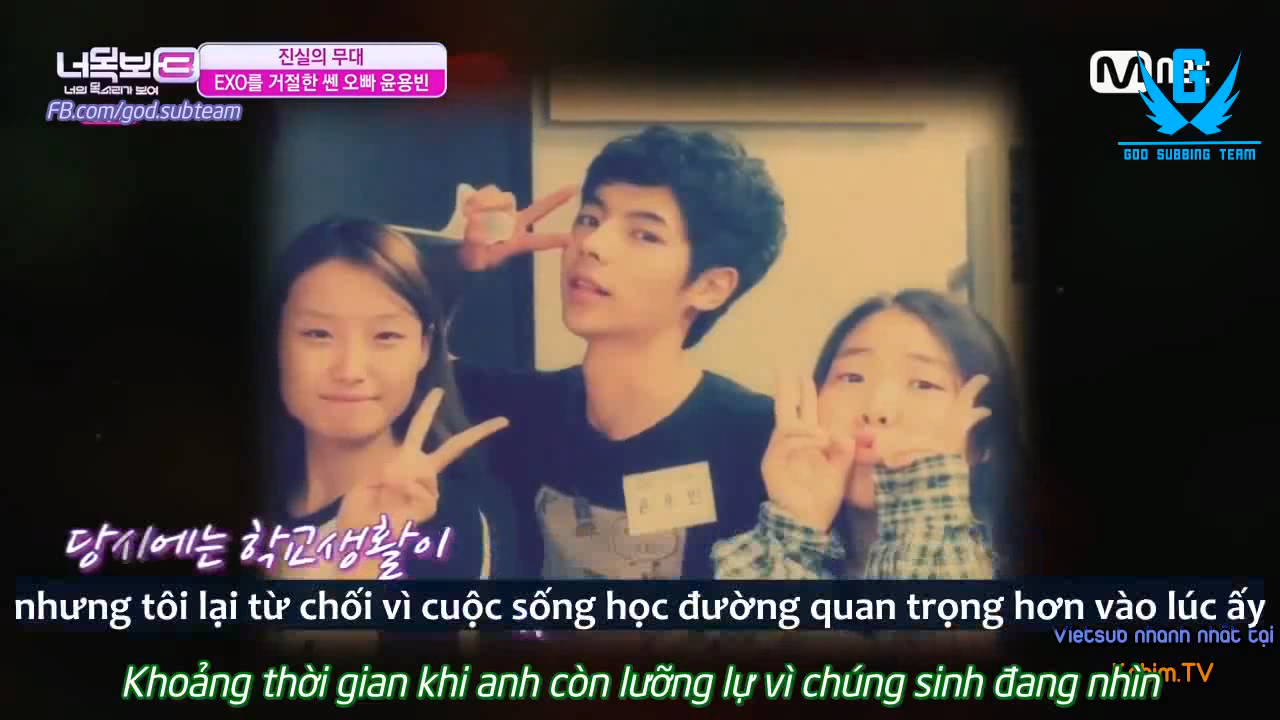 너목보3
너의 목소리가 보여
진실의 무대
EXO를 거절한 쎈 오빠 윤용빈
FB.com/god.subteam
GOD SUBBING TEAM
당시에는 학교생활이
nhưng tôi lại từ chối vì cuộc sống học đường quan trọng hơn vào lúc ấy
Vietsub nhanh nhất tại
him.TV
Khoảng thời gian khi anh còn lưỡng lự vì chúng sinh đang nhìn